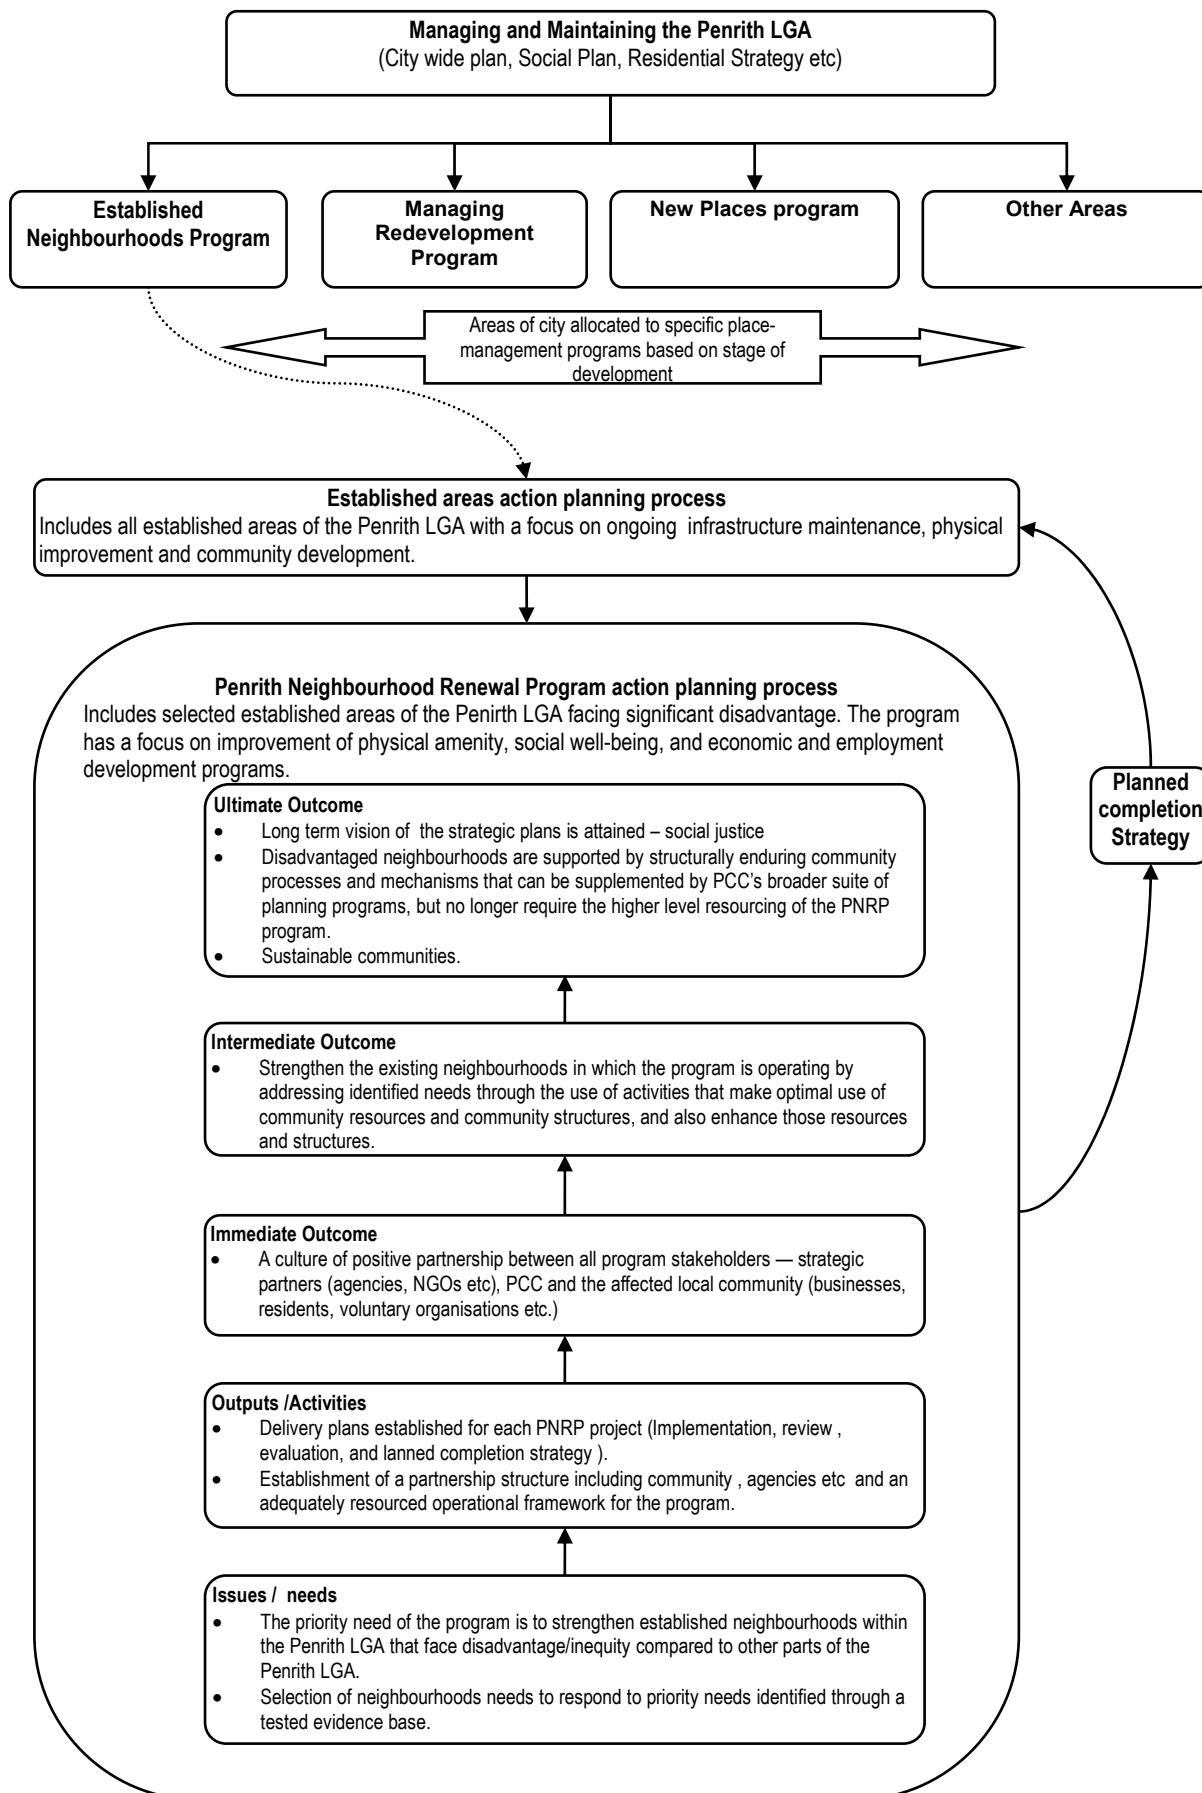 Managing and Maintaining the Penrith LGA
(City wide plan, Social Plan, Residential Strategy etc)
Established
Neighbourhoods Program
Managing
Redevelopment
Program
New Places program
Other Areas
Areas of city allocated to specific place-
management programs based on stage of
development
Established areas action planning process
Includes all established areas of the Penrith LGA with a focus on ongoing infrastructure maintenance, physical
improvement and community development.
Penrith Neighbourhood Renewal Program action planning process
Includes selected established areas of the Penirth LGA facing significant disadvantage. The program
has a focus on improvement of physical amenity, social well-being, and economic and employment
development programs.
Planned
completion
Strategy
Ultimate Outcome
• Long term vision of the strategic plans is attained – social justice
• Disadvantaged neighbourhoods are supported by structurally enduring community
processes and mechanisms that can be supplemented by PCC's broader suite of
planning programs, but no longer require the higher level resourcing of the PNRP
program.
• Sustainable communities.
Intermediate Outcome
• Strengthen the existing neighbourhoods in which the program is operating by
addressing identified needs through the use of activities that make optimal use of
community resources and community structures, and also enhance those resources
and structures.
Immediate Outcome
• A culture of positive partnership between all program stakeholders — strategic
partners (agencies, NGOs etc), PCC and the affected local community (businesses,
residents, voluntary organisations etc.)
Outputs /Activities
• Delivery plans established for each PNRP project (Implementation, review ,
evaluation, and lanned completion strategy ).
• Establishment of a partnership structure including community , agencies etc and an
adequately resourced operational framework for the program.
Issues / needs
• The priority need of the program is to strengthen established neighbourhoods within
the Penrith LGA that face disadvantage/inequity compared to other parts of the
Penrith LGA.
• Selection of neighbourhoods needs to respond to priority needs identified through a
tested evidence base.